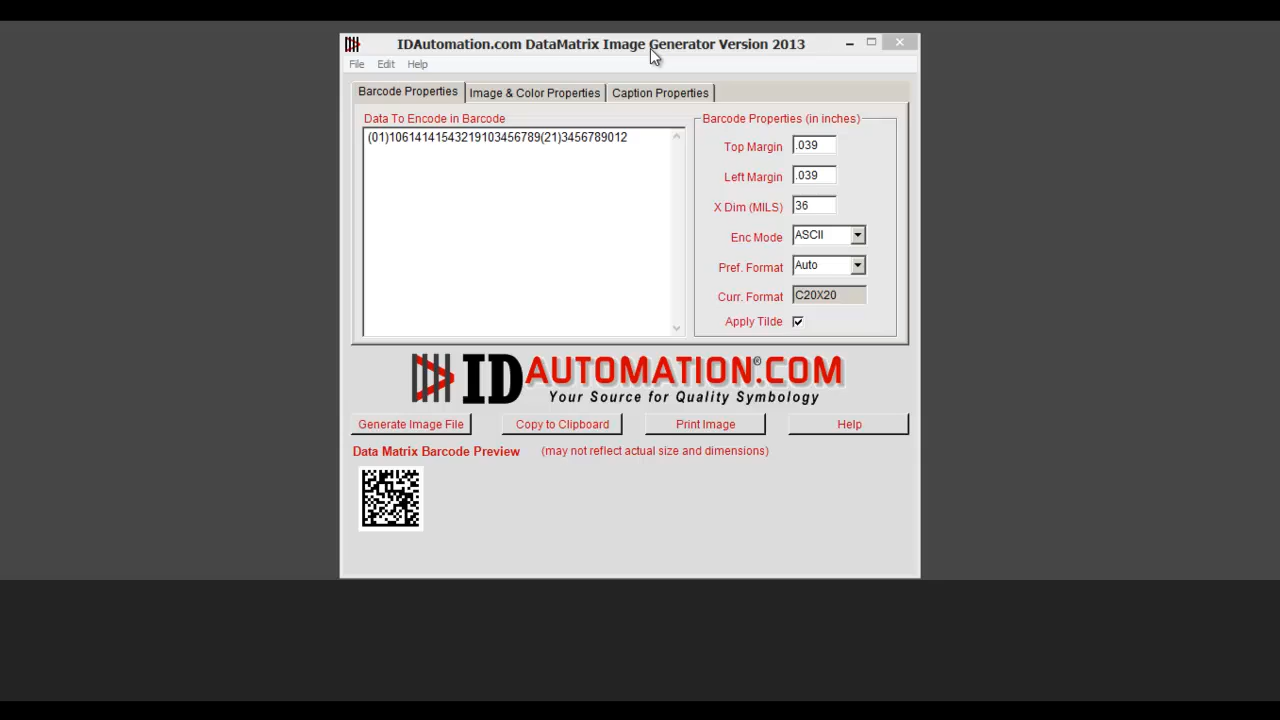 IDAutomation.com DataMatrix Image Generator Version 2013
File Edit Help
Barcode Properties Image & Color Properties Caption Properties
Data To Encode in Barcode
(01)10614141543219103456789(21)3456789012
Barcode Properties (in inches)
Top Margin .039
Left Margin .039
X Dim (MILS) 36
Enc Mode ASCII
Pref. Format Auto
Curr. Format C20X20
Apply Tilde
IDAUTOMATION.COM®
Your Source for Quality Symbology
Generate Image File Copy to Clipboard Print Image Help
Data Matrix Barcode Preview (may not reflect actual size and dimensions)